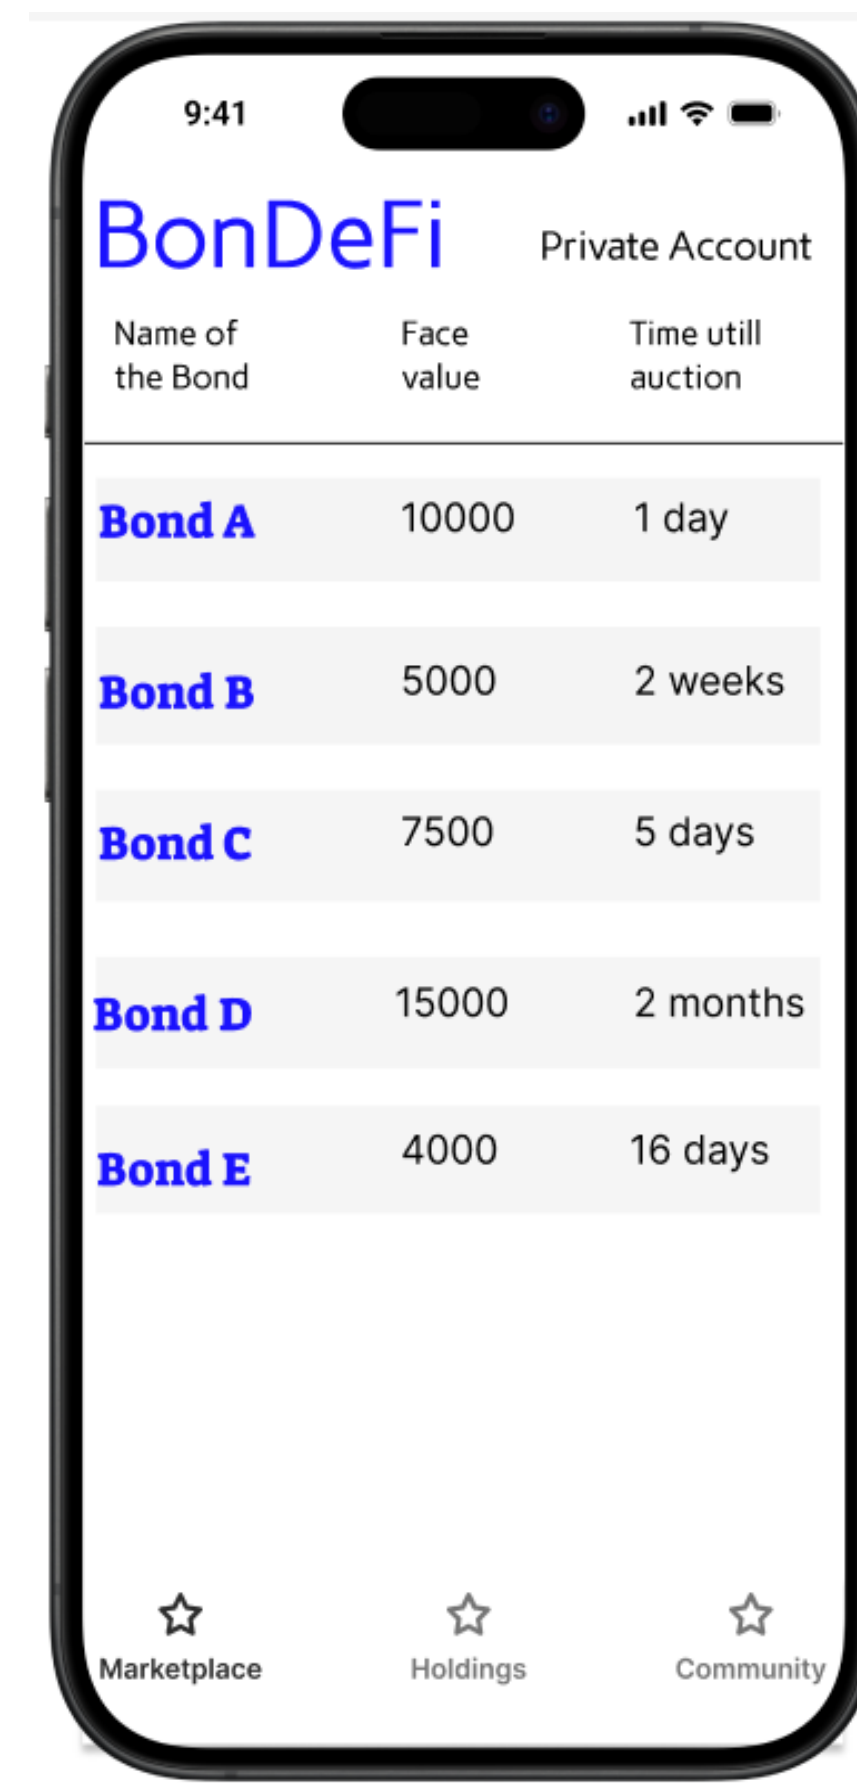 9:41
BonDeFi
Private Account
Name of
the Bond
Face
value
Time utill
auction
Bond A 10000 1 day
Bond B 5000 2 weeks
Bond C 7500 5 days
Bond D 15000 2 months
Bond E 4000 16 days
Marketplace Holdings Community